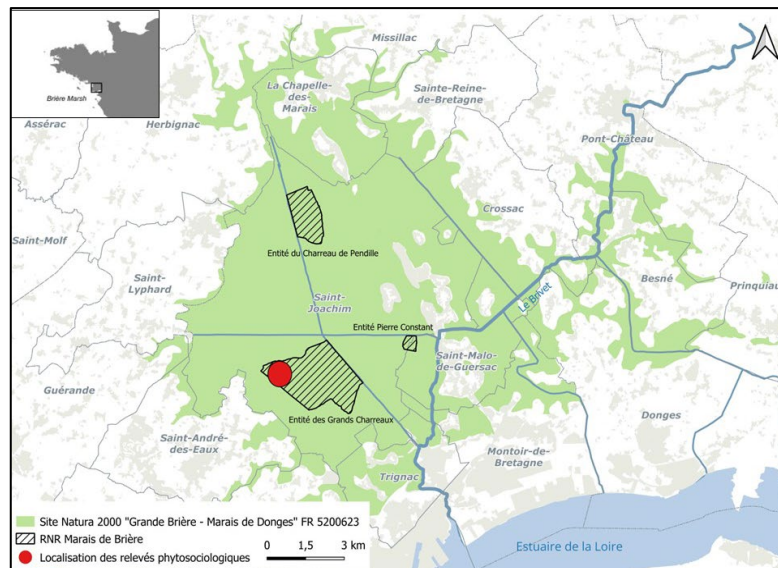 Brière Marsh
Missillac
La Chapelle-
des
Marais
Sainte-Reine-
de-Bretagne
Assérac
Herbignac
Pont-Château
Crossac
Saint-Molf
Entité du Charreau de Pendille
Saint-
Lyphard
Besné
Prinquiau
Saint-
Joachim
Le Brivet
Entité Pierre Constant
Saint-Malo
-de-Guersac
Guérande
Entité des Grands Charreaux
Donges
Saint-André
-des-Eaux
Montoir-de-
Bretagne
Trignac
Site Natura 2000 "Grande Brière - Marais de Donges" FR 5200623
RNR Marais de Brière
Localisation des relevés phytosociologiques
0 1,5 3 km
Estuaire de la Loire